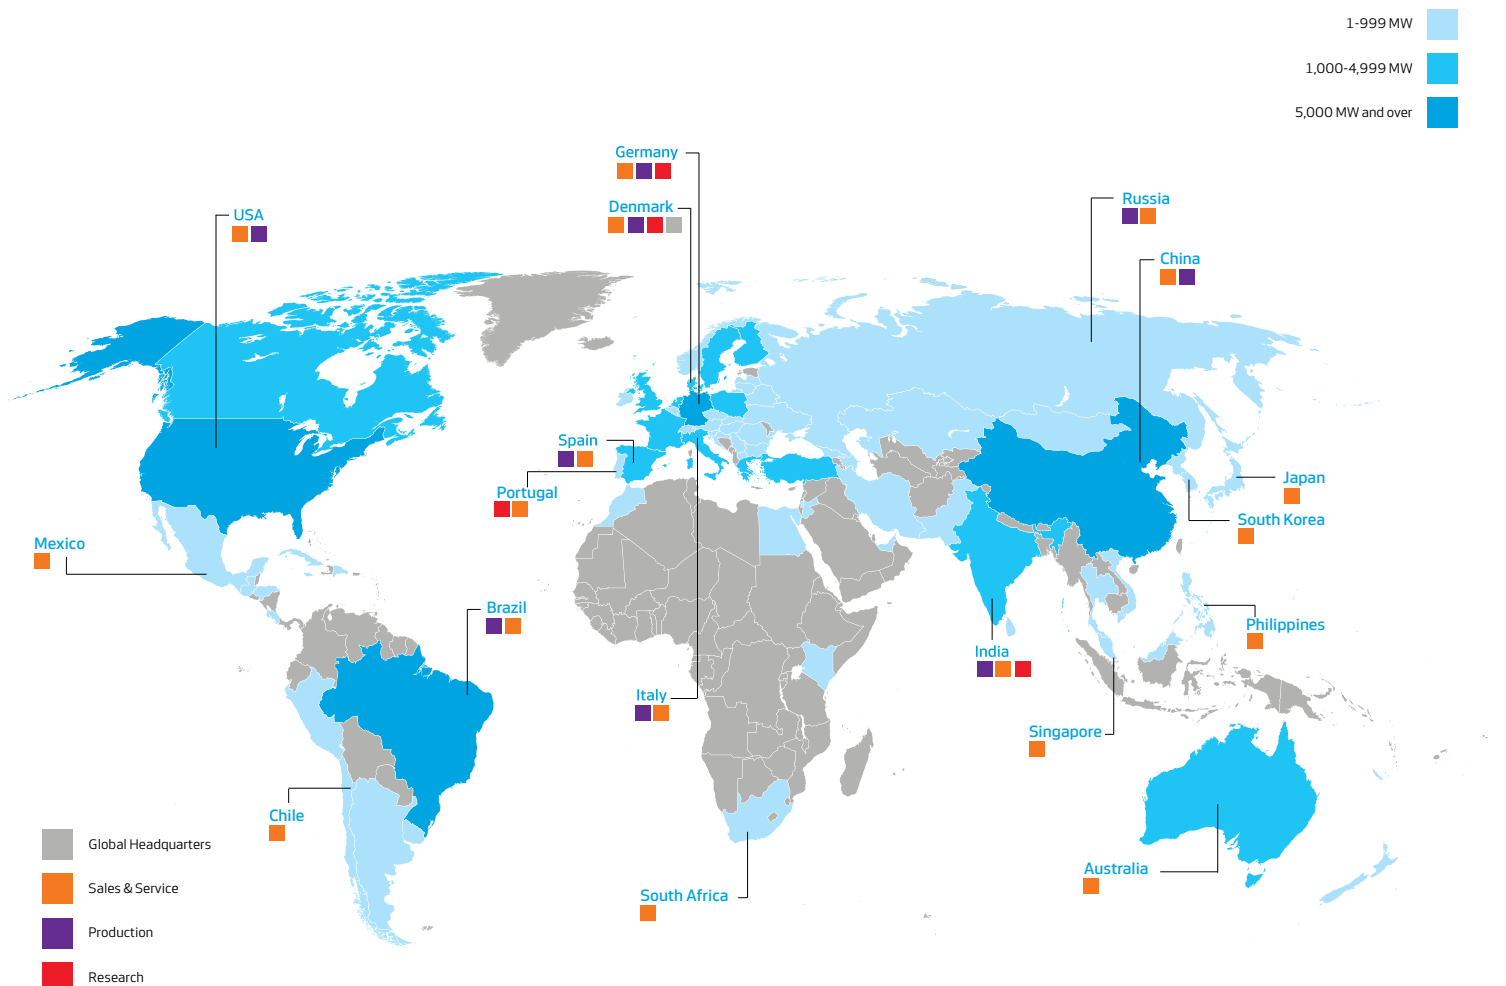 1-999 MW
1,000-4,999 MW
5,000 MW and over
Germany
Denmark
Russia
USA
China
Spain
Portugal
Japan
South Korea
Mexico
Brazil
Philippines
India
Italy
Singapore
Chile
Australia
South Africa
Global Headquarters
Sales & Service
Production
Research